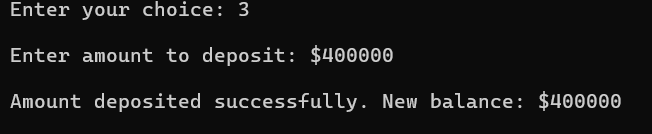 Enter your choice: 3
Enter amount to deposit: $400000
Amount deposited successfully. New balance: $400000